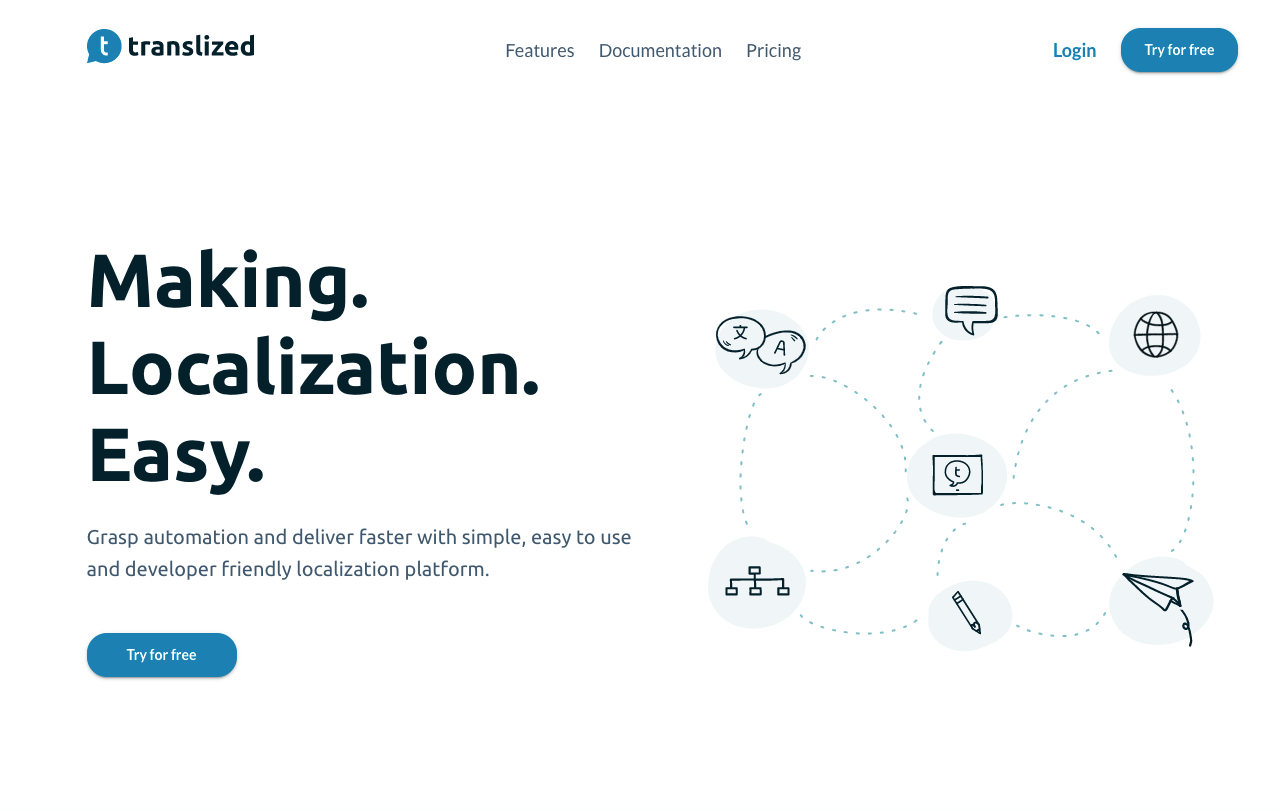 translized
Features Documentation Pricing
Login
Try for free
Making.
Localization.
Easy.
Grasp automation and deliver faster with simple, easy to use
and developer friendly localization platform.
Try for free
文
A
t